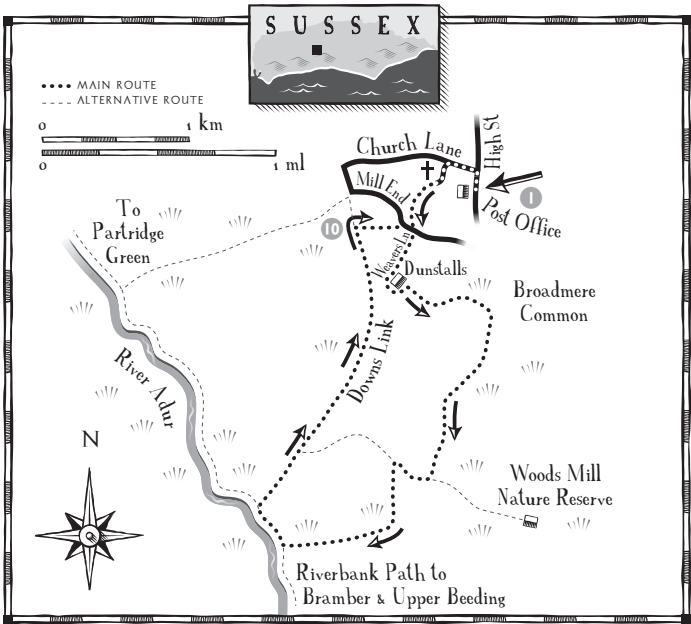 SUSSEX
MAIN ROUTE
ALTERNATIVE ROUTE
0 1 km
0 1 ml
Church Lane
High St
Mill End
1
Post Office
To
Partridge
Green
10
Weavers Ln
Dunstalls
Broadmere
Common
River Adur
Downs Link
N
Woods Mill
Nature Reserve
Riverbank Path to
Bramber & Upper Beeding